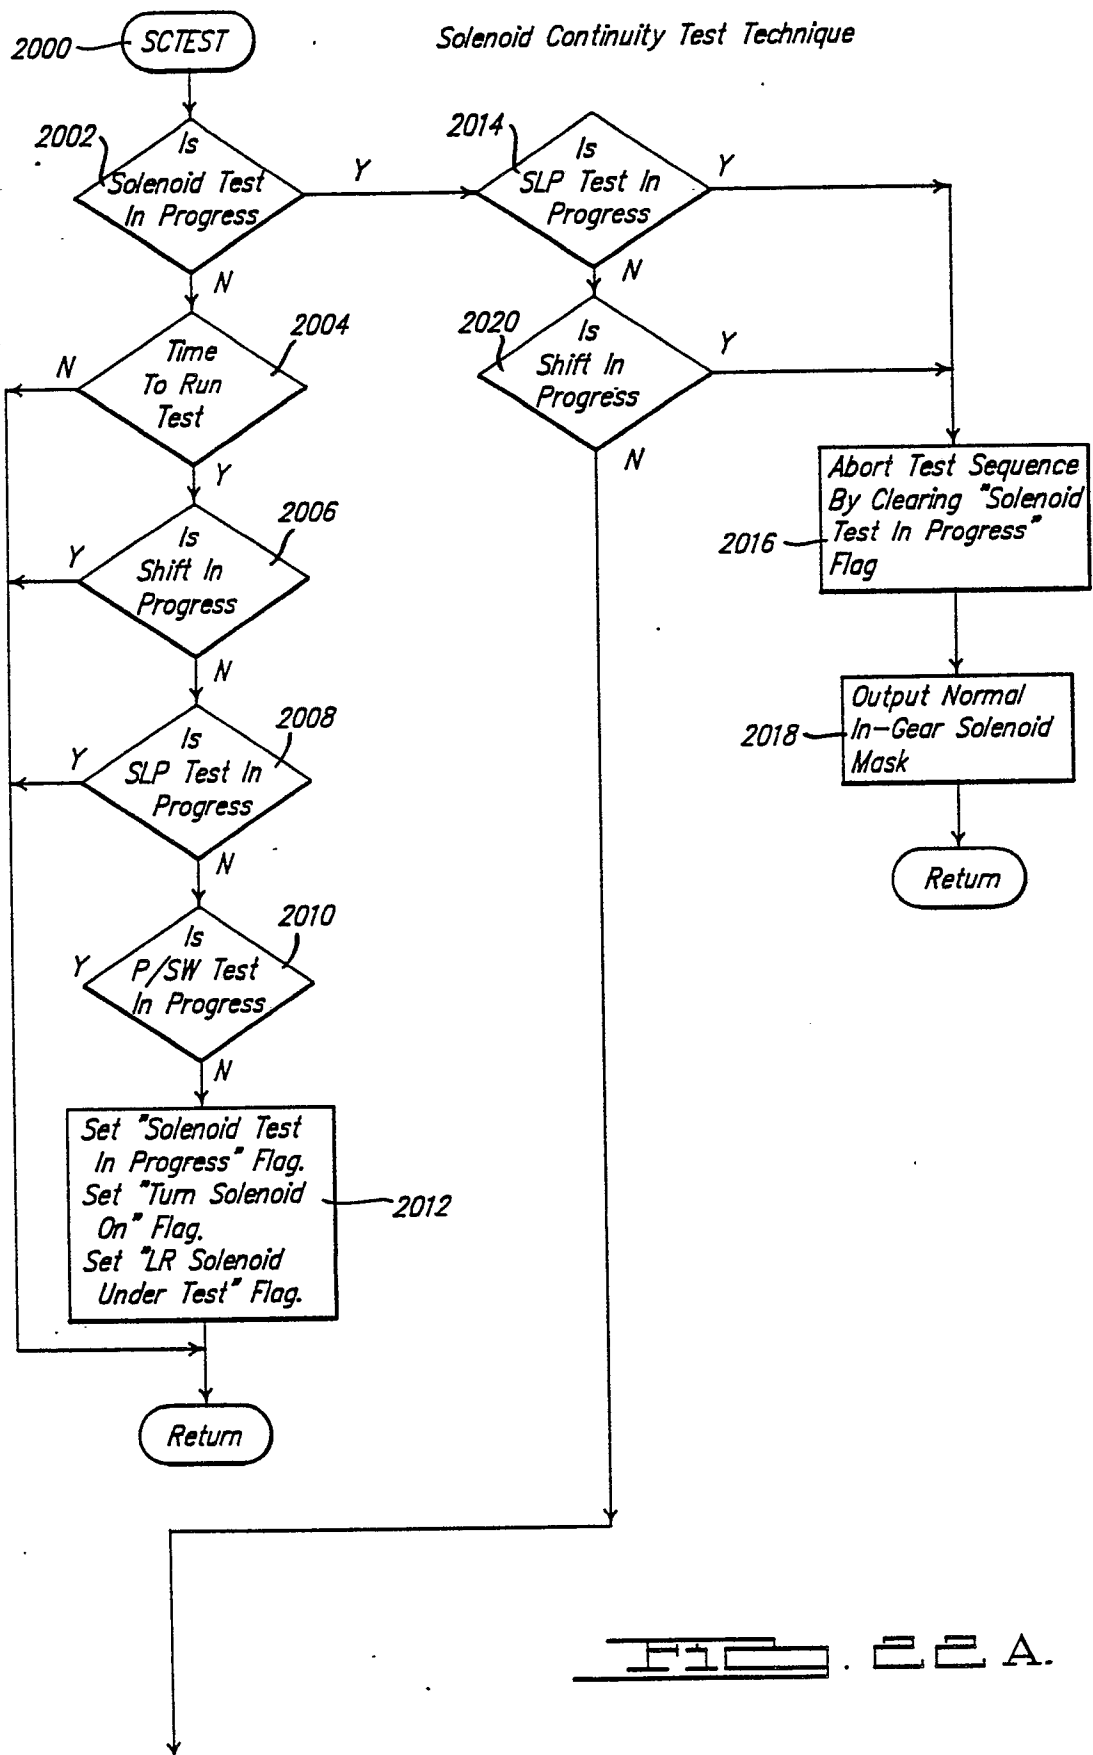 2000
SCTEST
Solenoid Continuity Test Technique
2002
Is
Solenoid Test
In Progress
Y
N
2014
Is
SLP Test In
Progress
Y
N
2004
Time
To Run
Test
N
Y
2020
Is
Shift In
Progress
Y
N
2006
Is
Shift In
Progress
Y
N
Abort Test Sequence
By Clearing "Solenoid
Test In Progress"
Flag
2016
2008
Is
SLP Test In
Progress
Y
N
Output Normal
In-Gear Solenoid
Mask
2018
Return
2010
Is
P/SW Test
In Progress
Y
N
Set "Solenoid Test
In Progress" Flag.
Set "Turn Solenoid
On" Flag.
Set "LR Solenoid
Under Test" Flag.
2012
Return
FIG. 22 A.